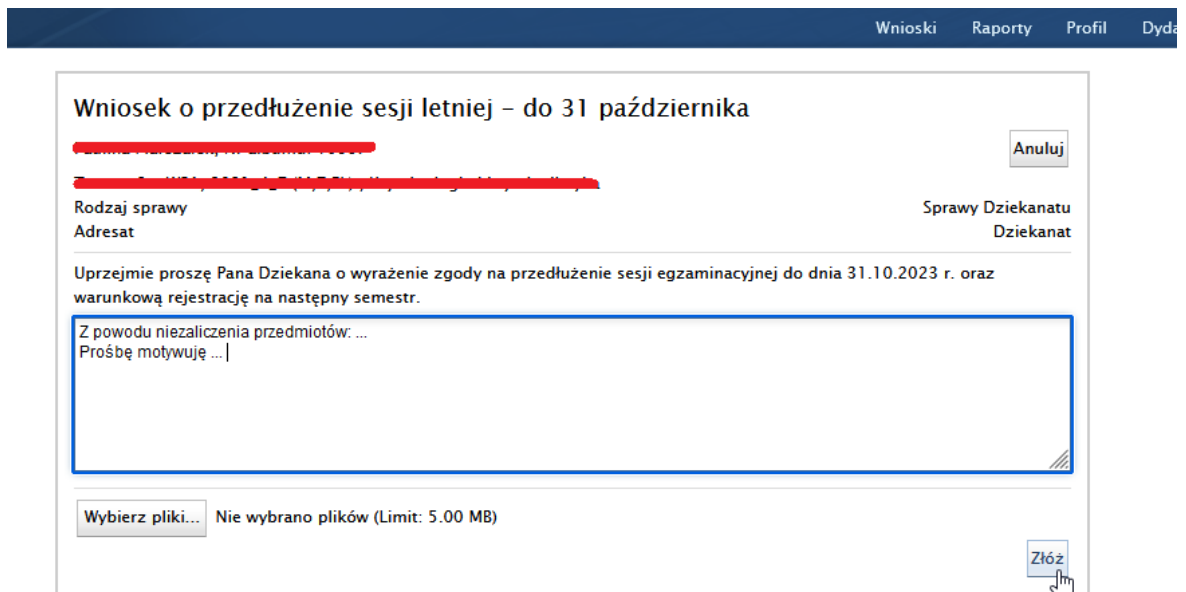 Wnioski Raporty Profil
Wniosek o przedłużenie sesji letniej – do 31 października
Anuluj
Rodzaj sprawy Sprawy Dziekanatu
Adresat Dziekanat
Uprzejmie proszę Pana Dziekana o wyrażenie zgody na przedłużenie sesji egzaminacyjnej do dnia 31.10.2023 r. oraz
warunkową rejestrację na następny semestr.
Z powodu niezaliczenia przedmiotów: ...
Prośbę motywuję ...
Wybierz pliki... Nie wybrano plików (Limit: 5.00 MB)
Złóż